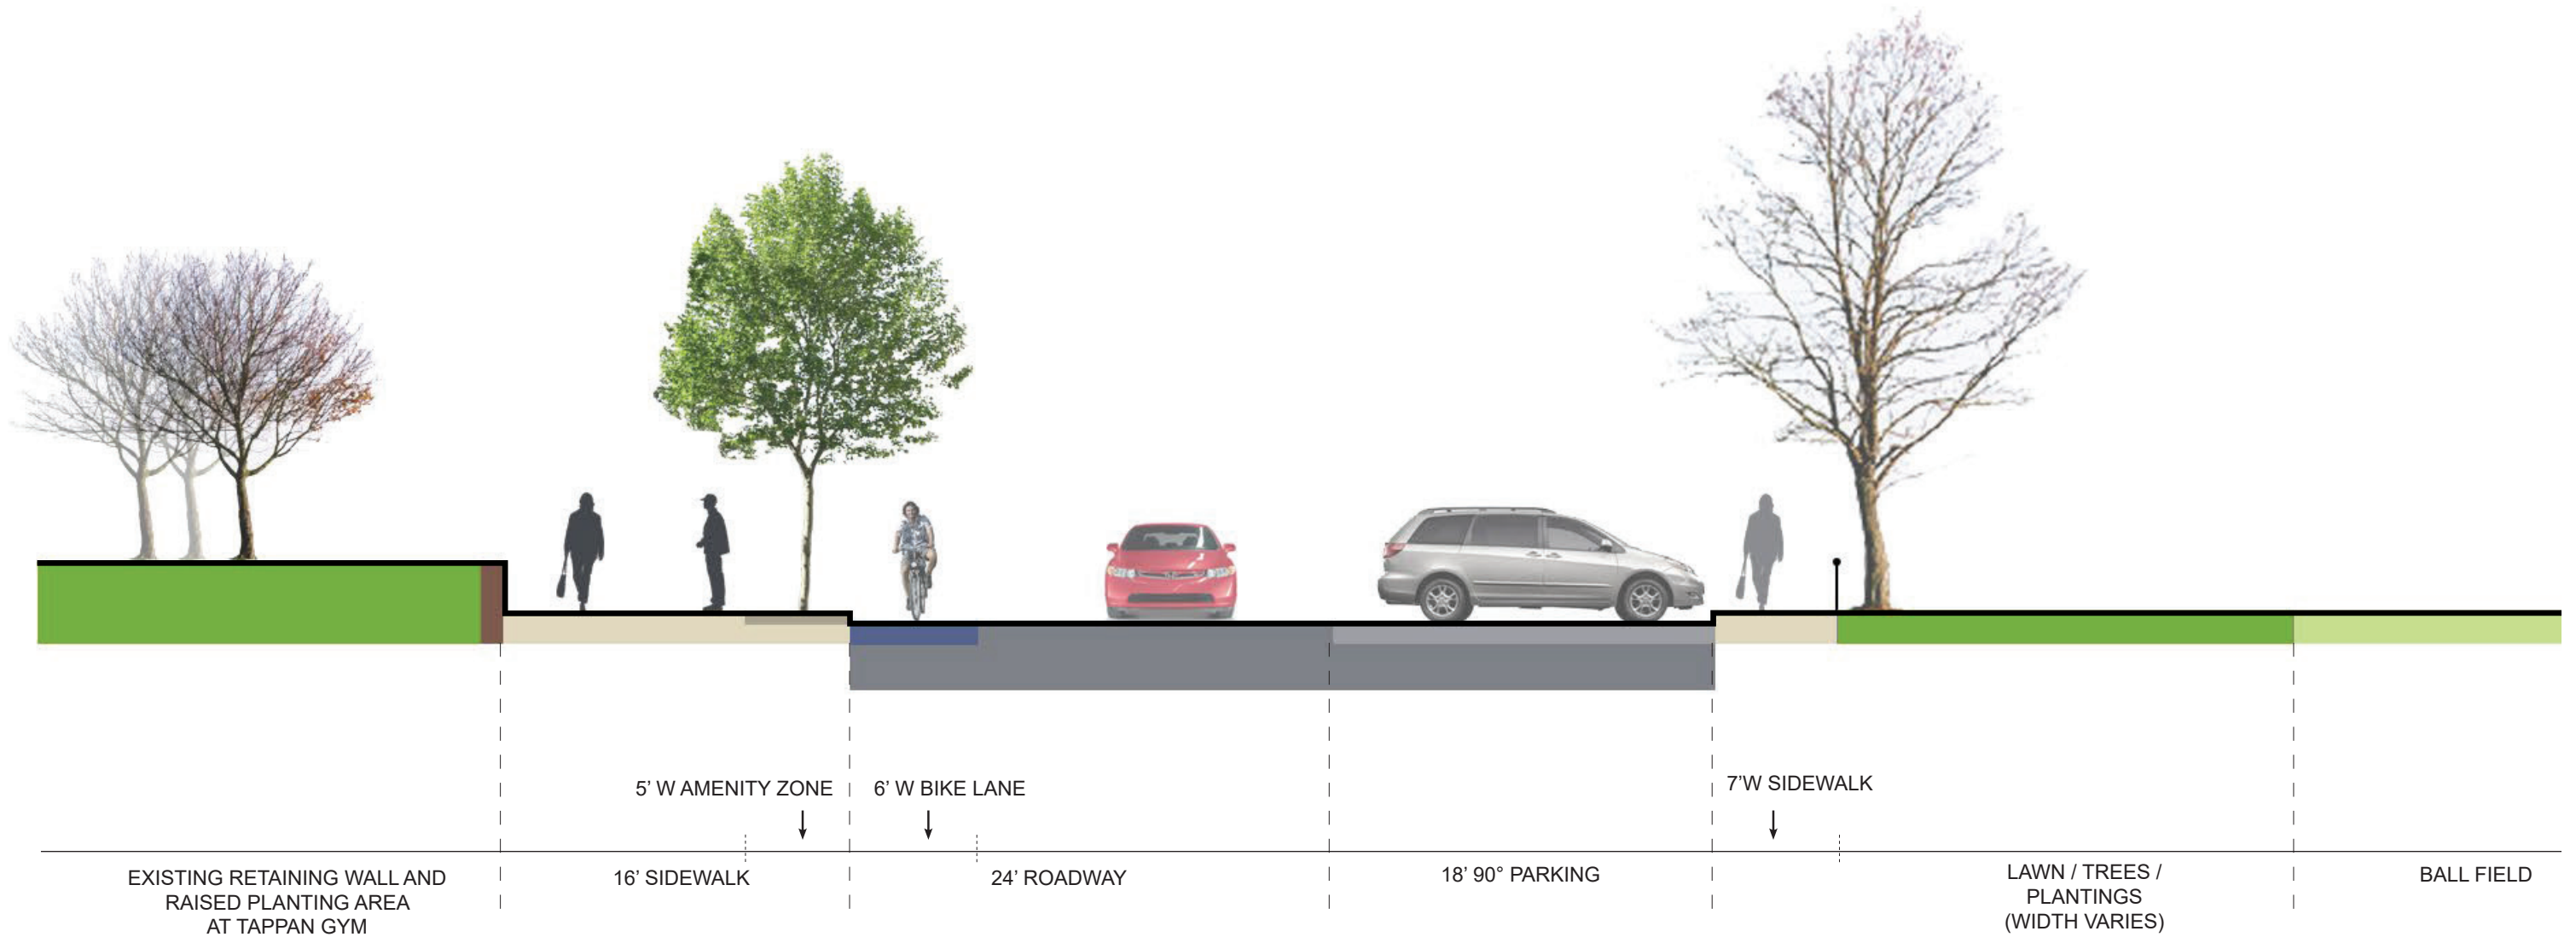 5’ W AMENITY ZONE
6’ W BIKE LANE
7’W SIDEWALK
EXISTING RETAINING WALL AND
RAISED PLANTING AREA
AT TAPPAN GYM
16’ SIDEWALK
24’ ROADWAY
18’ 90° PARKING
LAWN / TREES /
PLANTINGS
(WIDTH VARIES)
BALL FIELD